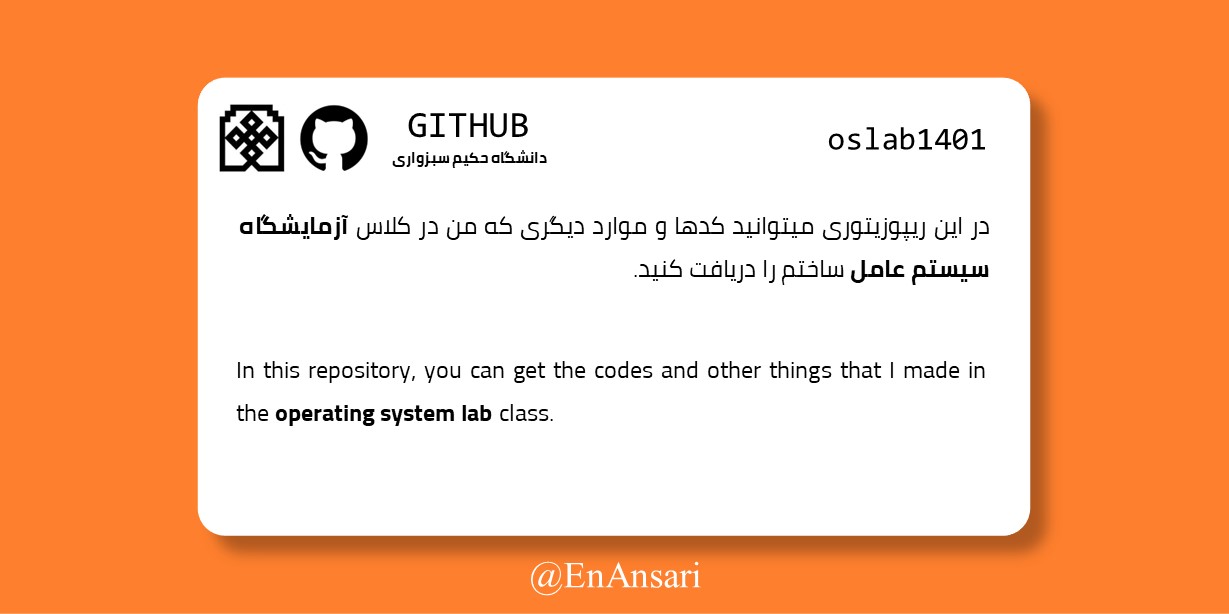 GITHUB
دانشگاه حکیم سبزواری
oslab1401
در این ریپوزیتوری میتوانید کدها و موارد دیگری که من در کلاس آزمایشگاه
سیستم عامل ساختم را دریافت کنید.
In this repository, you can get the codes and other things that I made in
the operating system lab class.
@EnAnsari